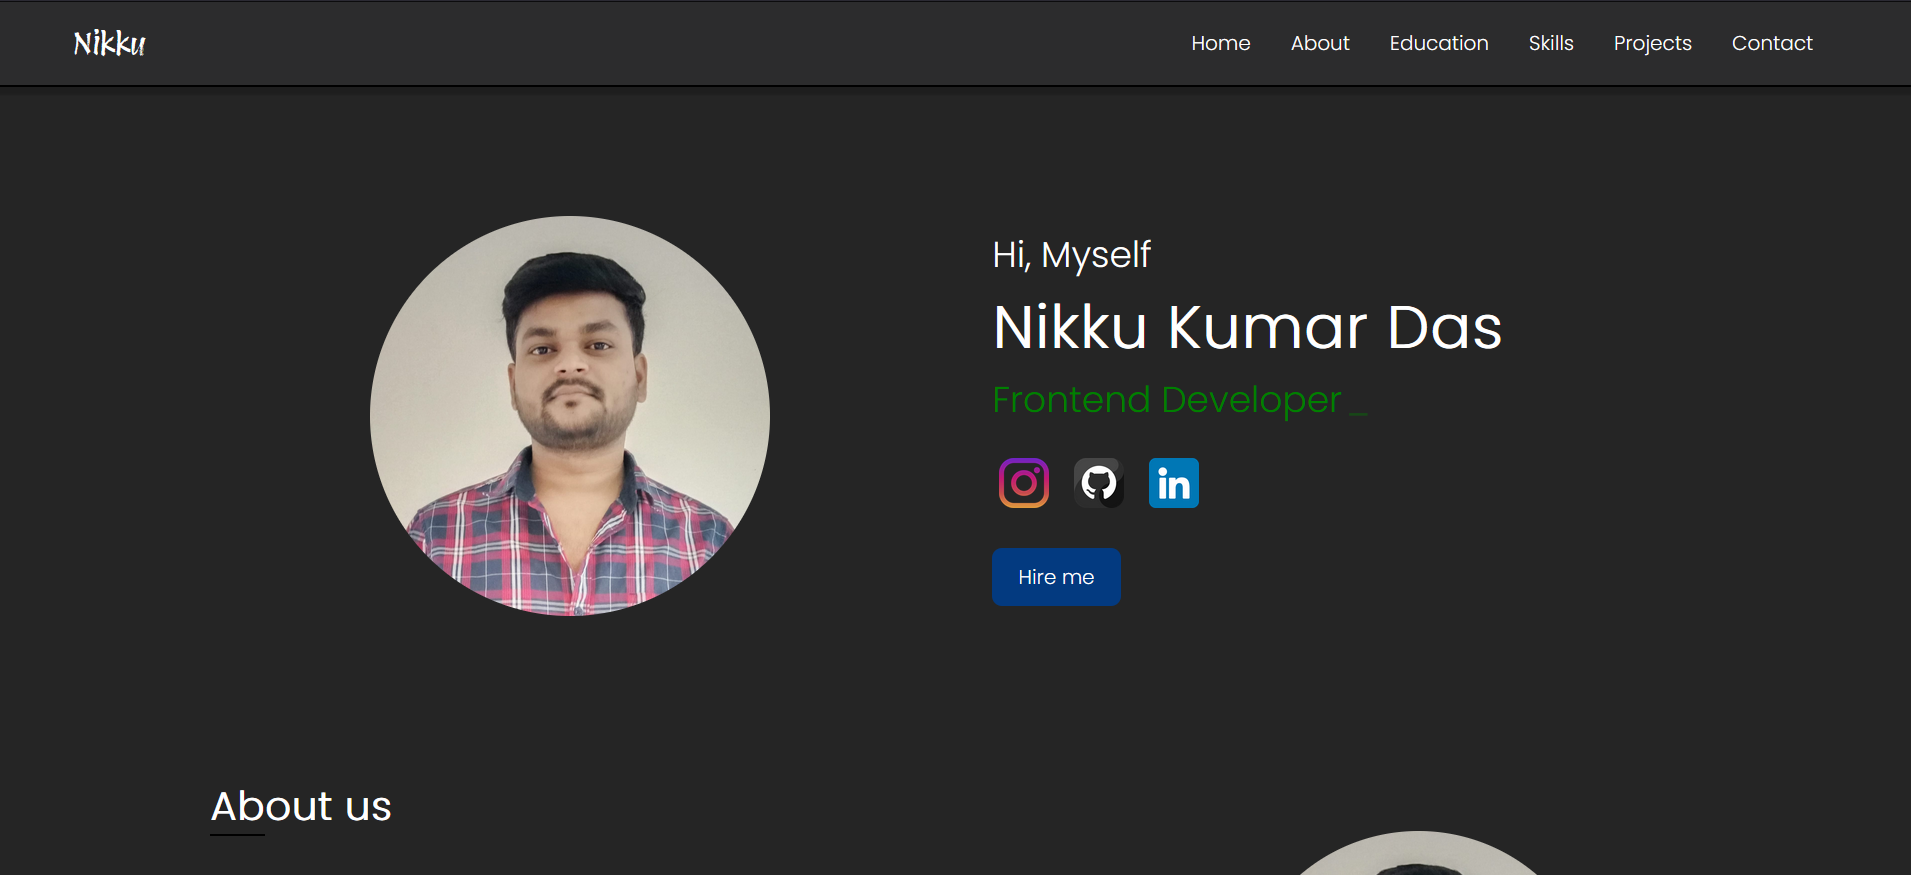 Nikku
Home About Education Skills Projects Contact
Hi, Myself
Nikku Kumar Das
Frontend Developer _
in
Hire me
About us